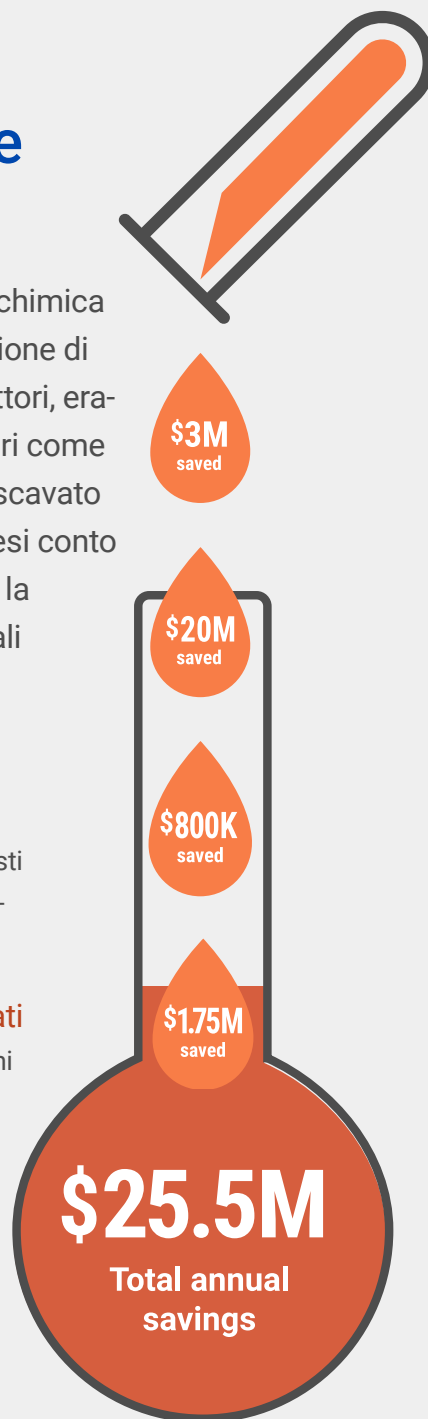 e
chimica
ione di
ttori, era-
ri come
scavato
esi conto
la
ali
sti
-
ati
ni
$3M
saved
$20M
saved
$800K
saved
$1.75M
saved
$25.5M
Total annual
savings